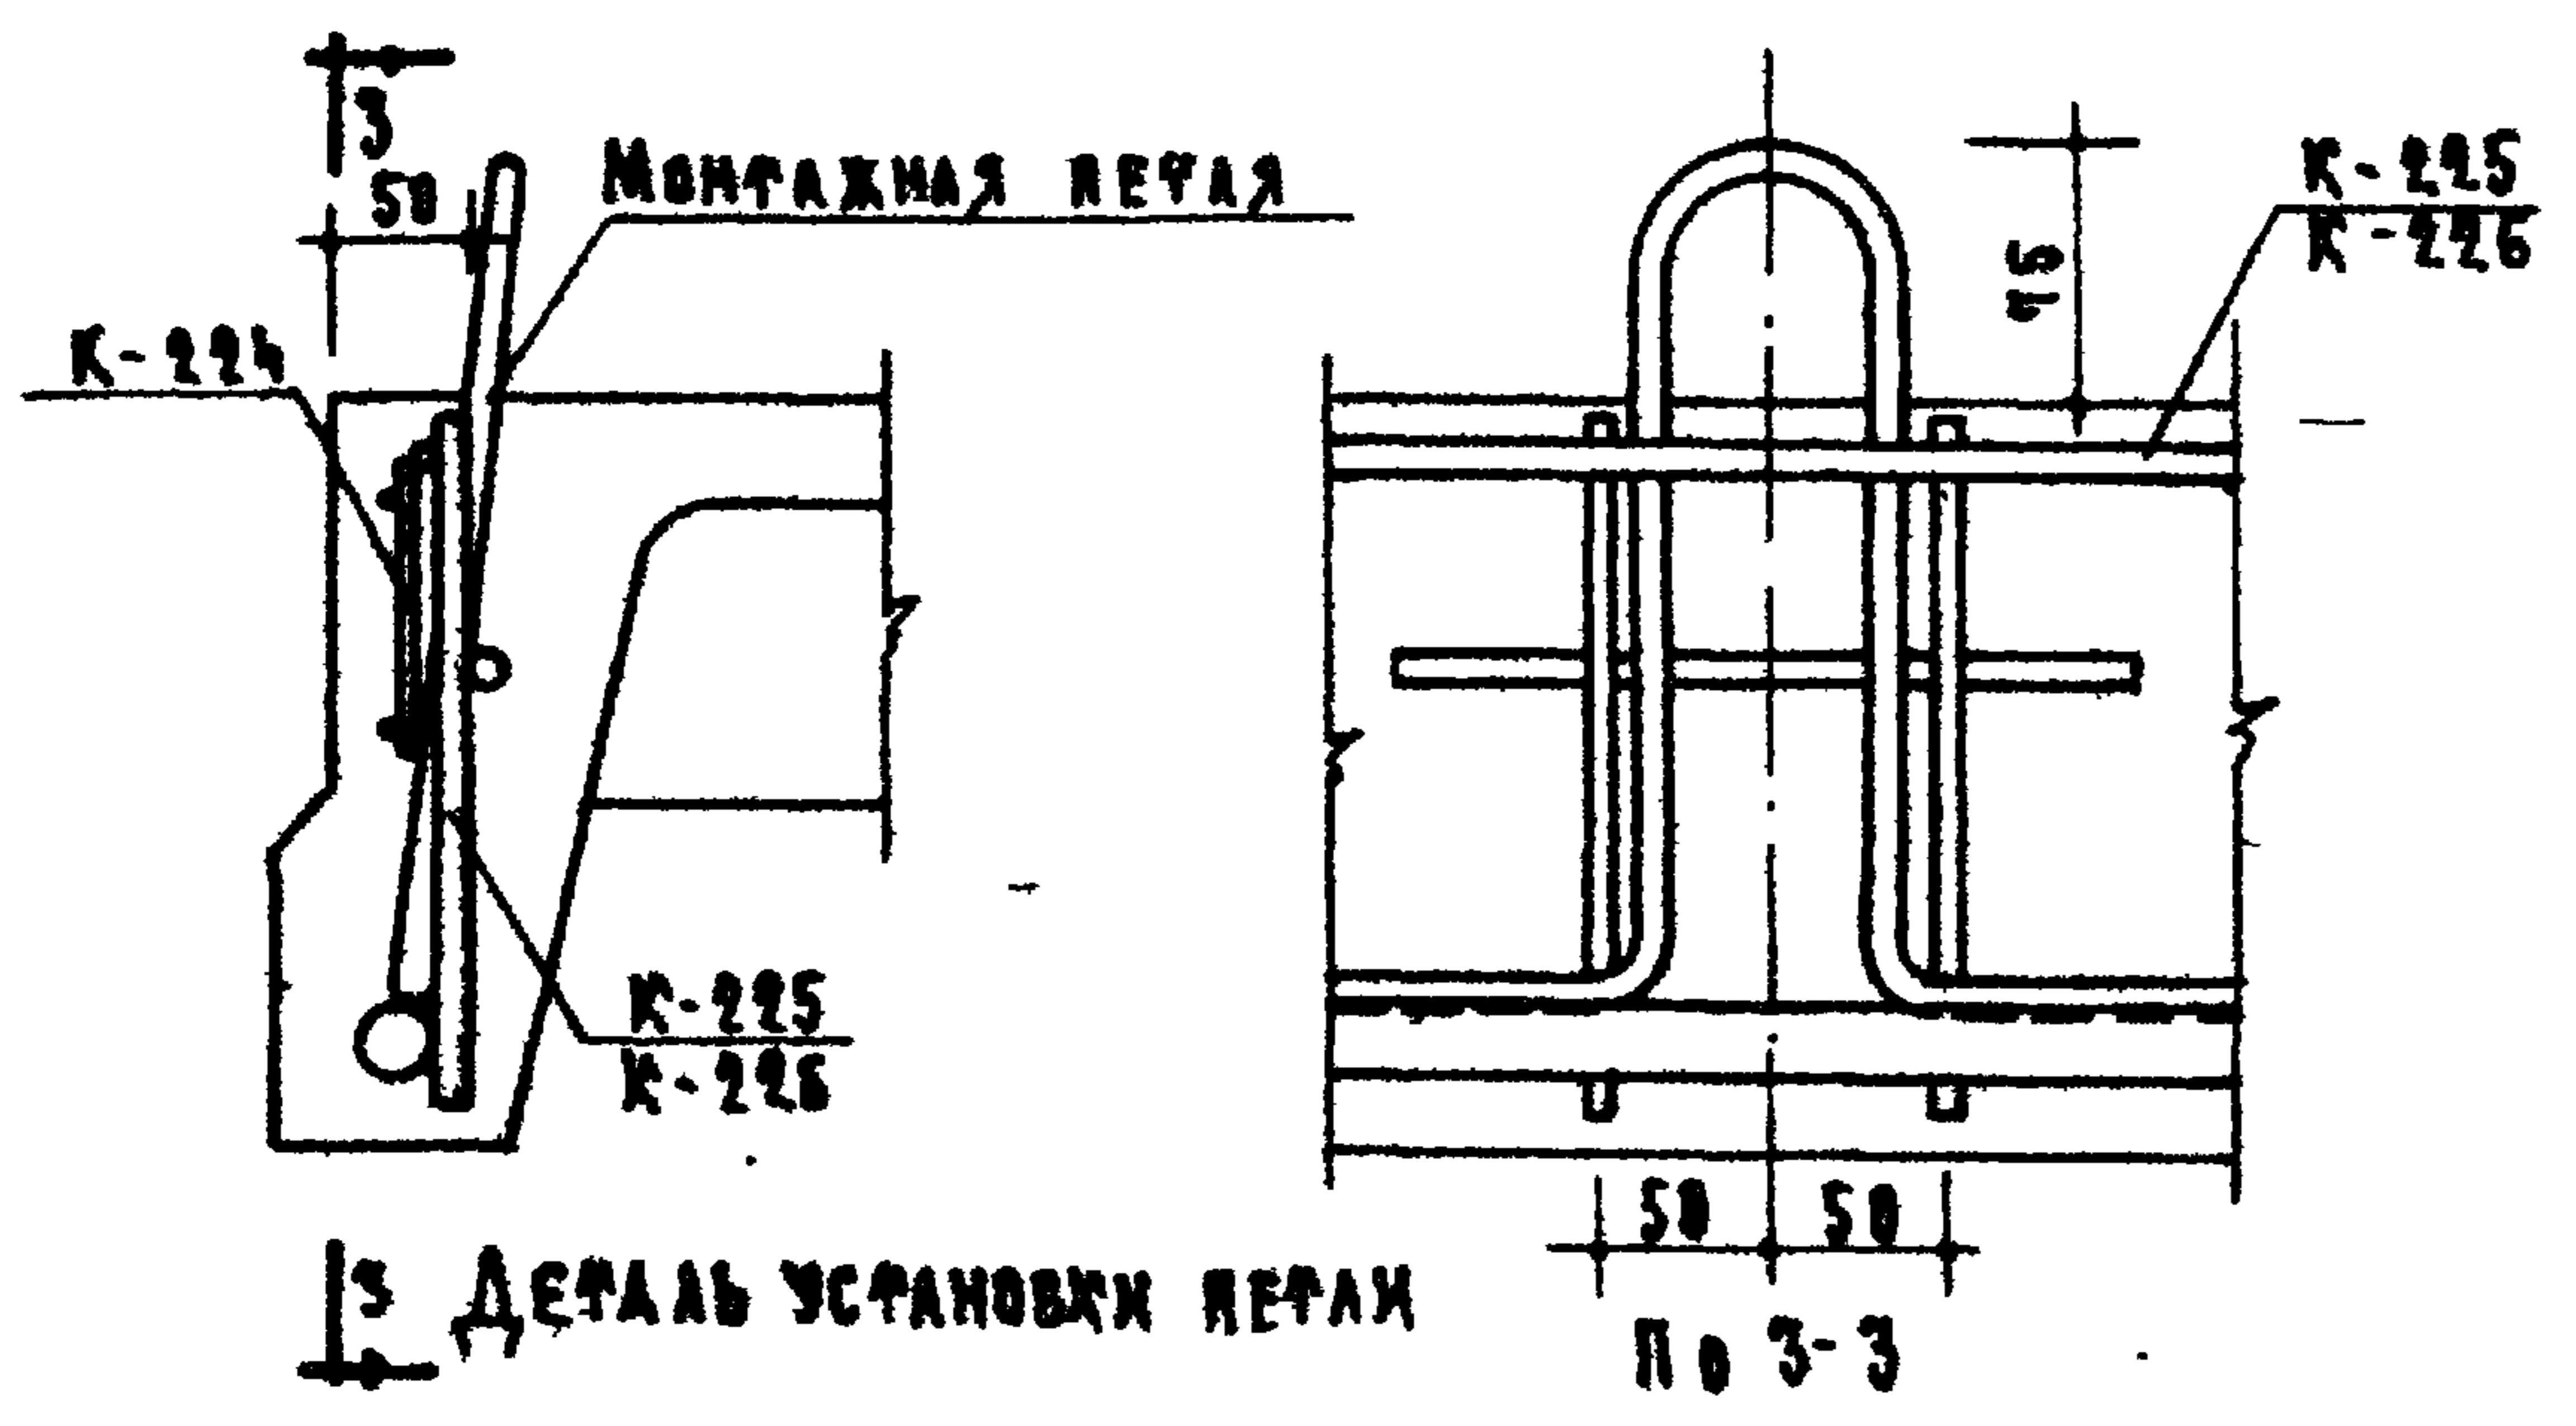 3
50
Монтажная петля
К-224
К-225
К-226
3
Деталь установки петли
75
К-225
К-226
50 50
По 3-3